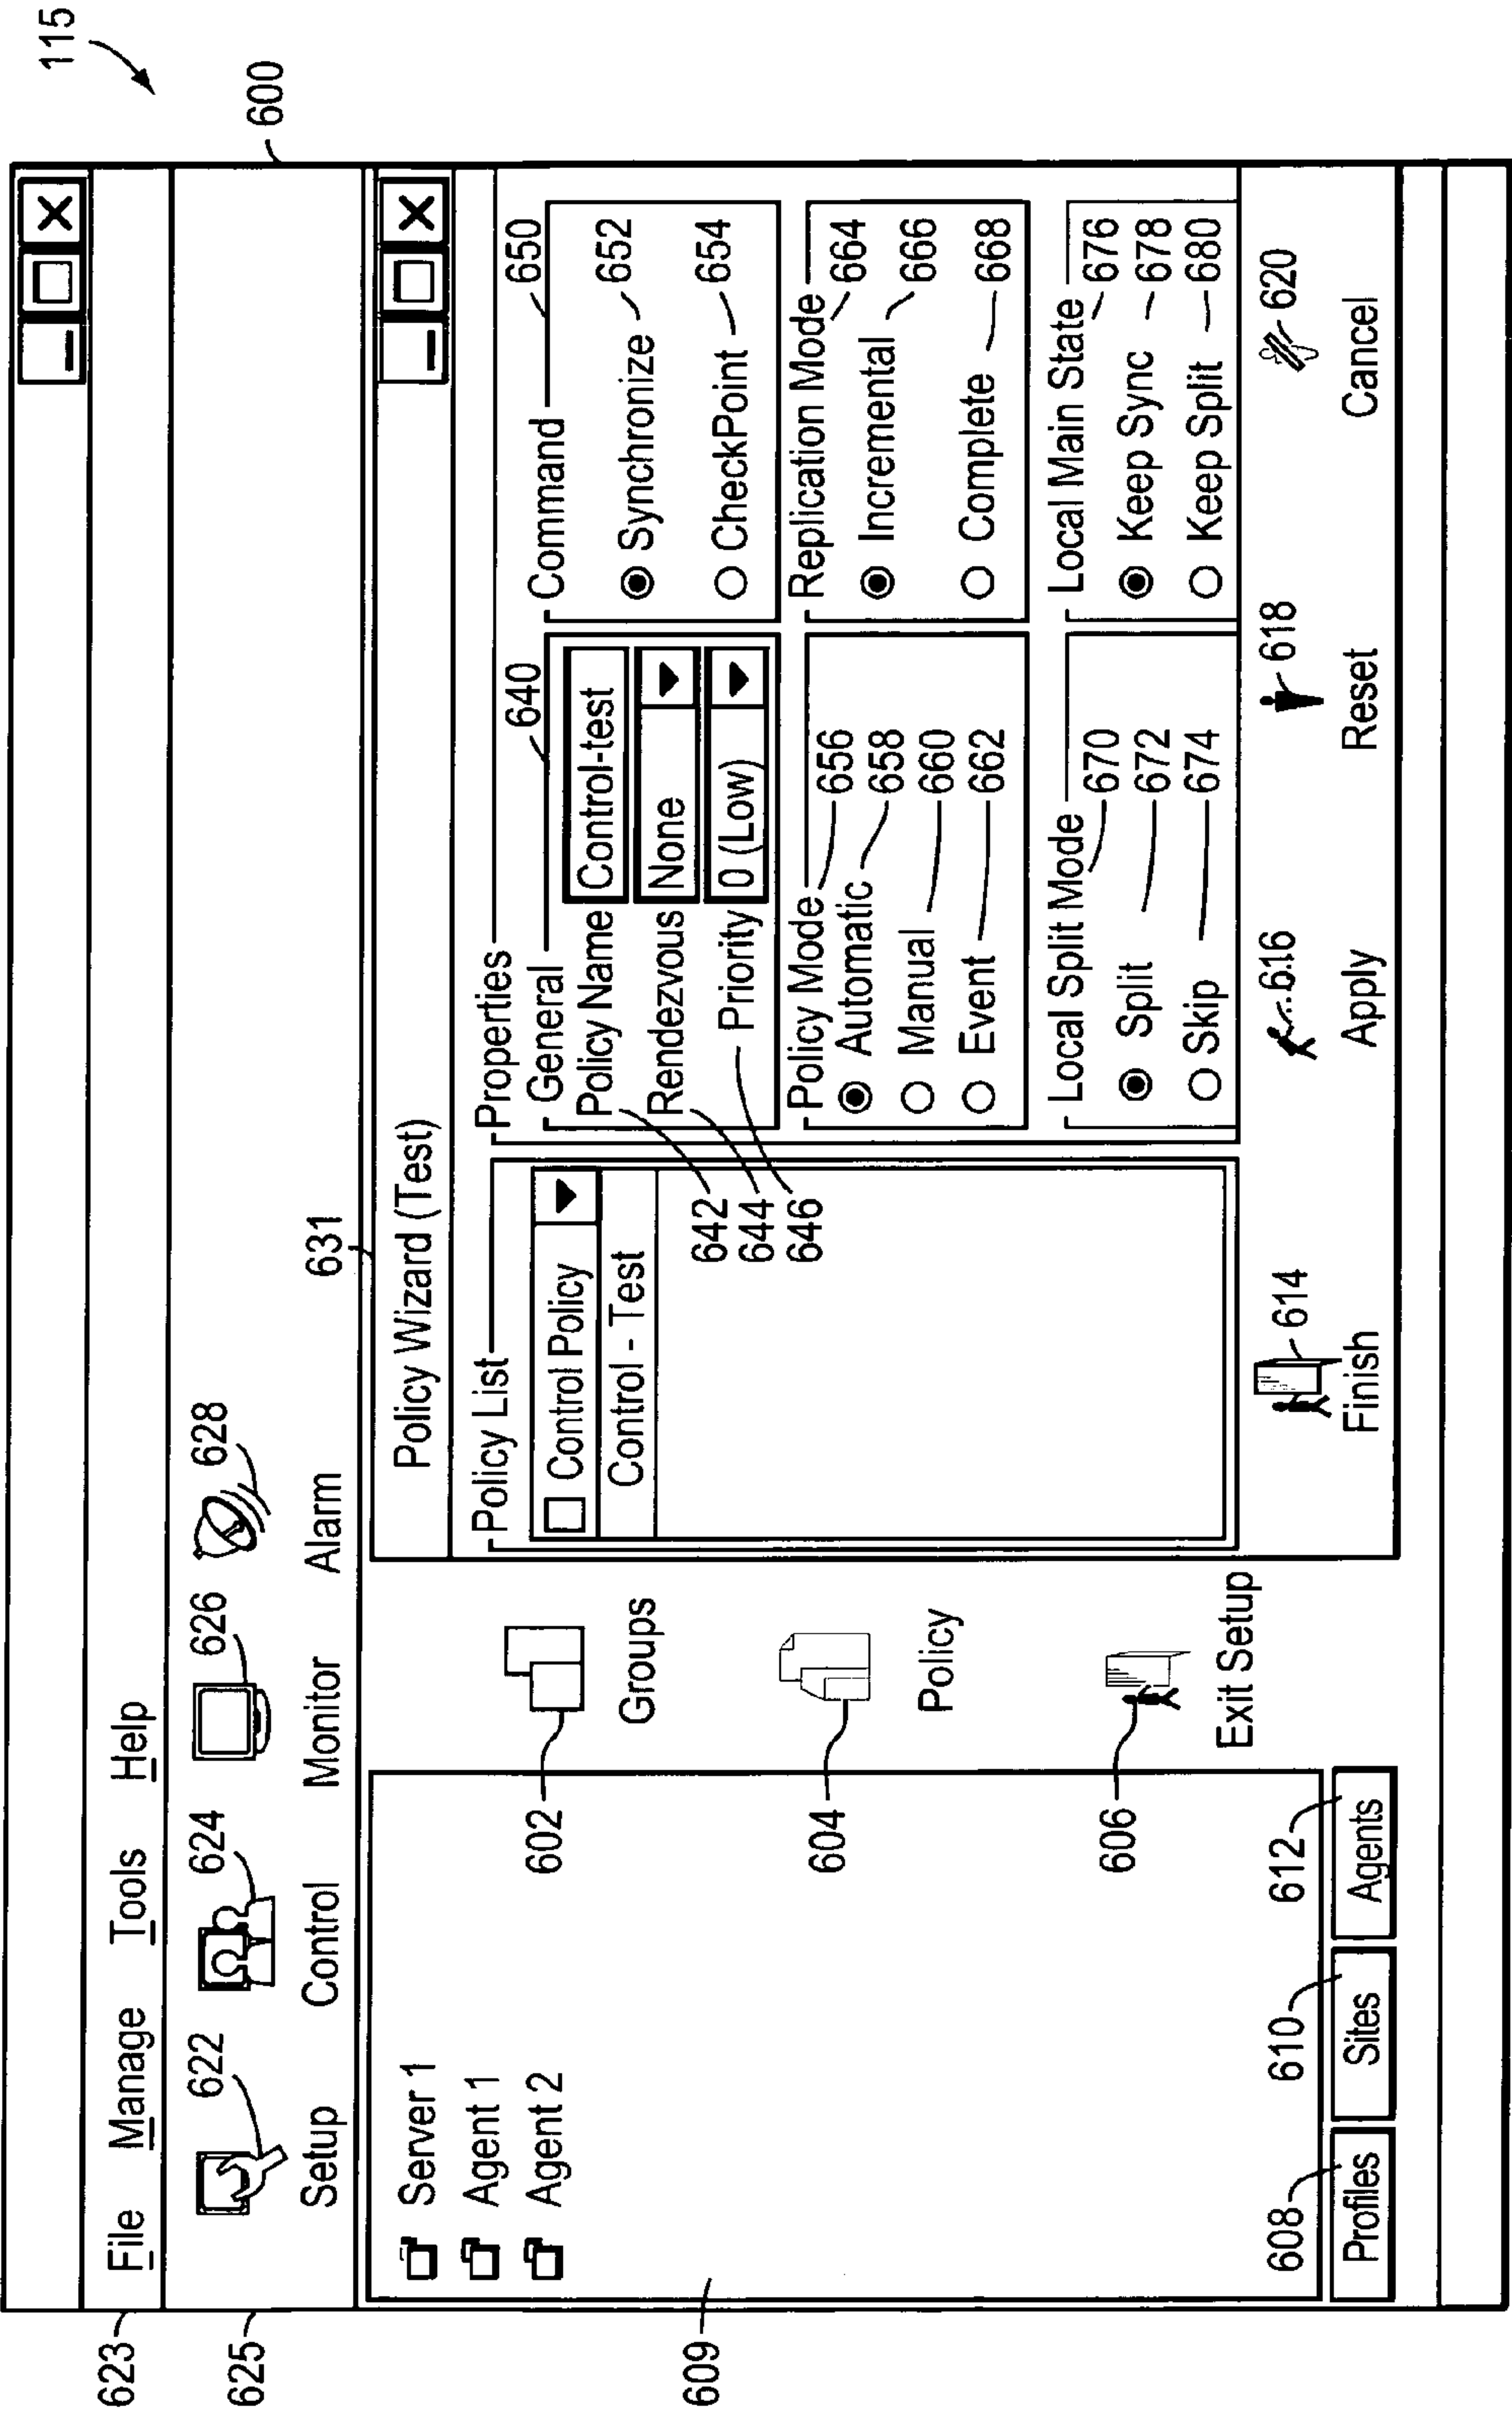 115
600
623
File Manage Tools Help
625
622
624
626
628
Setup Control Monitor Alarm
631
609
Server 1
Agent 1
Agent 2
602
Groups
604
Policy
606
Exit Setup
608
610
612
Profiles Sites Agents
Policy Wizard (Test)
Policy List
Control Policy
Control - Test
642
644
646
Properties
General
640
Policy Name Control-test
Rendezvous None
Priority 0 (Low)
Command
650
Synchronize 652
CheckPoint 654
Policy Mode 656
Automatic 658
Manual 660
Event 662
Replication Mode 664
Incremental 666
Complete 668
Local Split Mode
670
Split 672
Skip 674
Local Main State
676
Keep Sync 678
Keep Split 680
614
616
618
620
Finish Apply Reset Cancel